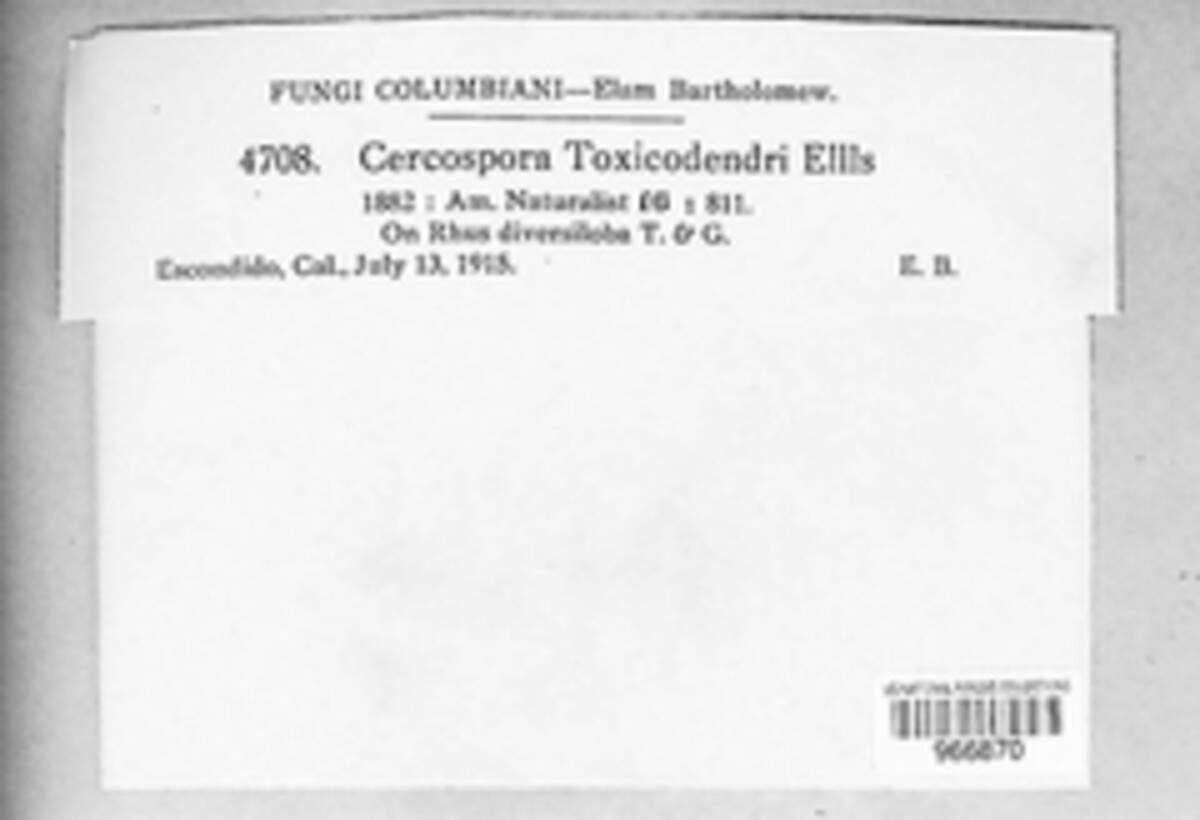 FUNGI COLUMBIANI—Elam Bartholomew.
4708. Cercospora Toxicodendri Ellis
1882 : Am. Naturalist : 811.
On Rhus diversiloba T. & G.
Escondido, Cal., July 13, 1915.
E. B.
966870